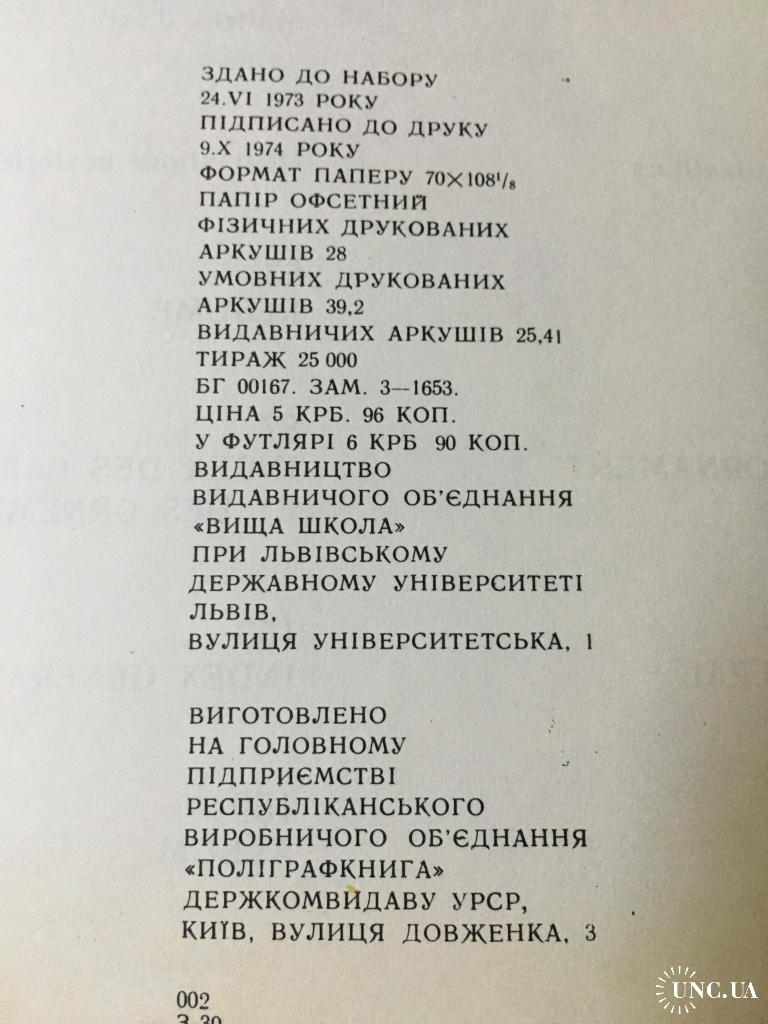 ЗДАНО ДО НАБОРУ
24.VI 1973 РОКУ
ПІДПИСАНО ДО ДРУКУ
9.X 1974 РОКУ
ФОРМАТ ПАПЕРУ 70×108¹/₈
ПАПІР ОФСЕТНИЙ
ФІЗИЧНИХ ДРУКОВАНИХ
АРКУШІВ 28
УМОВНИХ ДРУКОВАНИХ
АРКУШІВ 39,2
ВИДАВНИЧИХ АРКУШІВ 25,41
ТИРАЖ 25 000
БГ 00167. ЗАМ. 3—1653.
ЦІНА 5 КРБ. 96 КОП.
У ФУТЛЯРІ 6 КРБ 90 КОП.
ВИДАВНИЦТВО
ВИДАВНИЧОГО ОБ'ЄДНАННЯ
«ВИЩА ШКОЛА»
ПРИ ЛЬВІВСЬКОМУ
ДЕРЖАВНОМУ УНІВЕРСИТЕТІ
ЛЬВІВ,
ВУЛИЦЯ УНІВЕРСИТЕТСЬКА, 1
ВИГОТОВЛЕНО
НА ГОЛОВНОМУ
ПІДПРИЄМСТВІ
РЕСПУБЛІКАНСЬКОГО
ВИРОБНИЧОГО ОБ'ЄДНАННЯ
«ПОЛІГРАФКНИГА»
ДЕРЖКОМВИДАВУ УРСР,
КИЇВ, ВУЛИЦЯ ДОВЖЕНКА, 3
002
З-30
UNC.UA